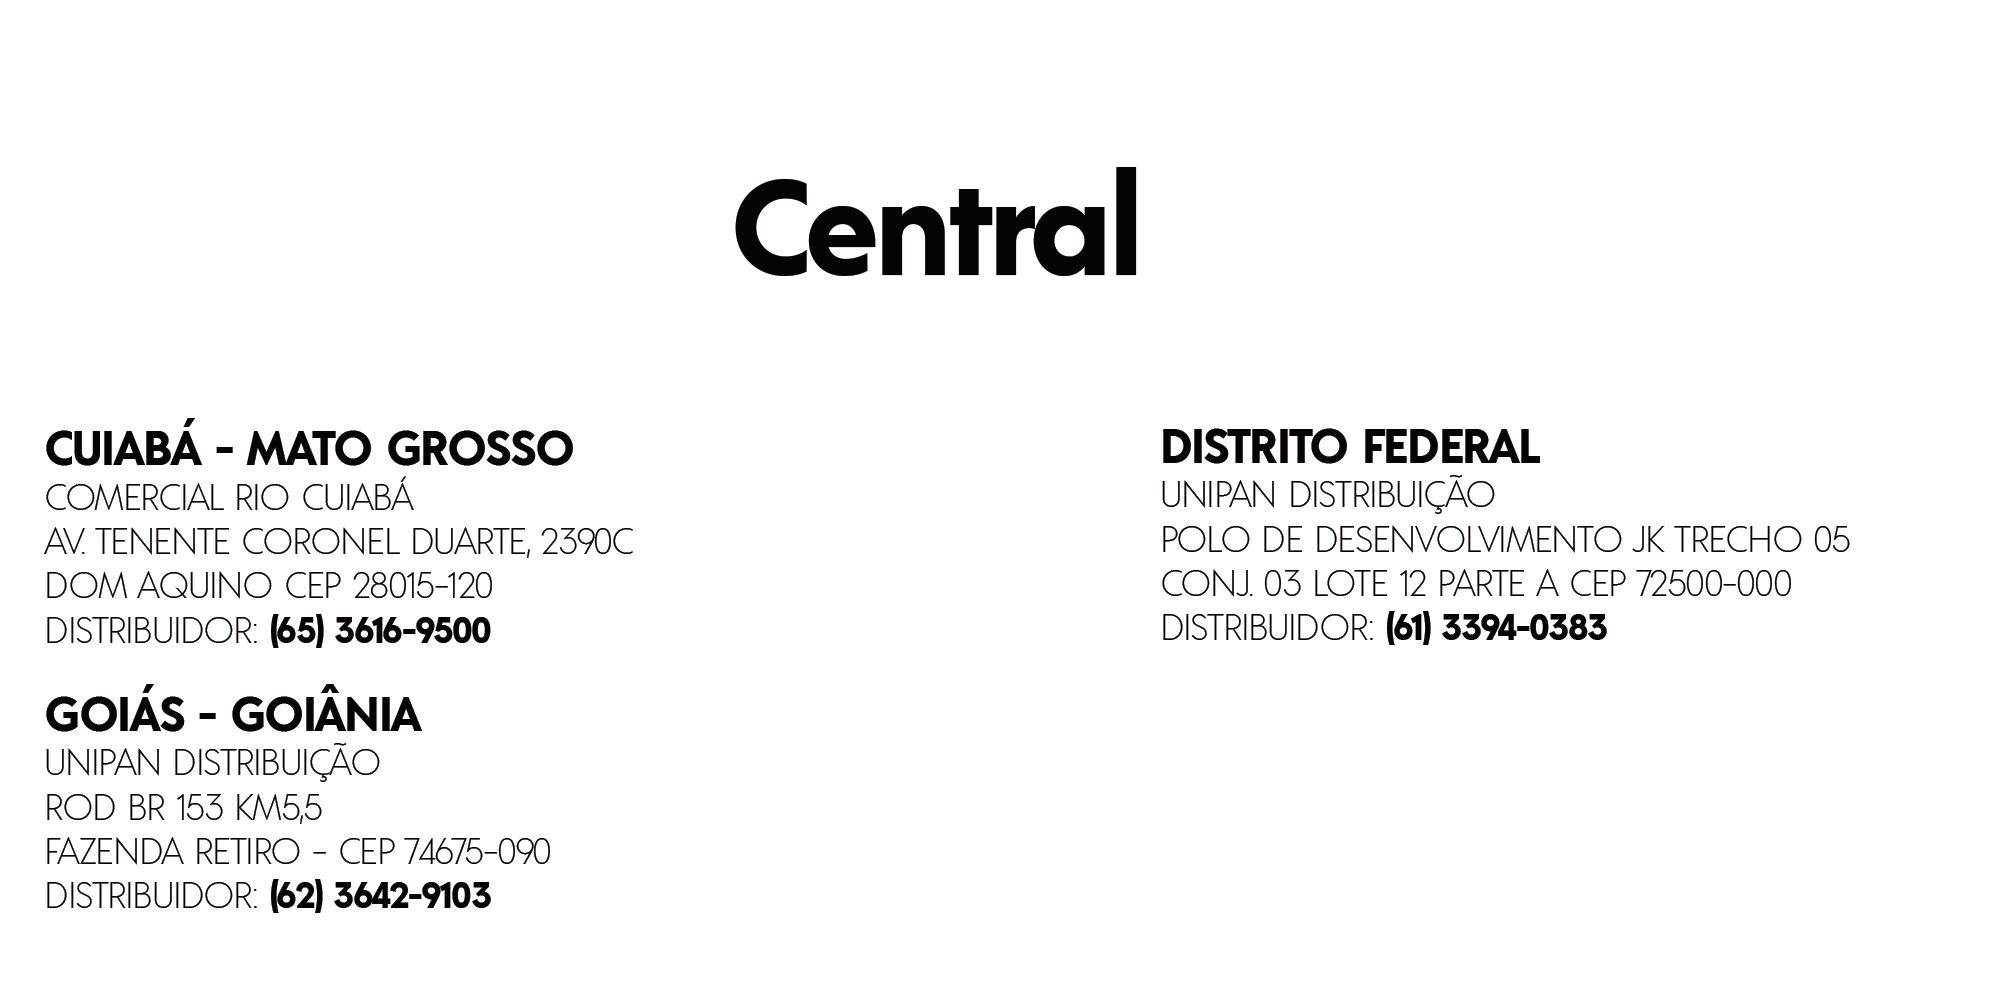 Central
CUIABÁ - MATO GROSSO
COMERCIAL RIO CUIABÁ
AV. TENENTE CORONEL DUARTE, 2390C
DOM AQUINO CEP 28015-120
DISTRIBUIDOR: (65) 3616-9500
GOIÁS - GOIÂNIA
UNIPAN DISTRIBUIÇÃO
ROD BR 153 KM5,5
FAZENDA RETIRO - CEP 74675-090
DISTRIBUIDOR: (62) 3642-9103
DISTRITO FEDERAL
UNIPAN DISTRIBUIÇÃO
POLO DE DESENVOLVIMENTO JK TRECHO 05
CONJ. 03 LOTE 12 PARTE A CEP 72500-000
DISTRIBUIDOR: (61) 3394-0383